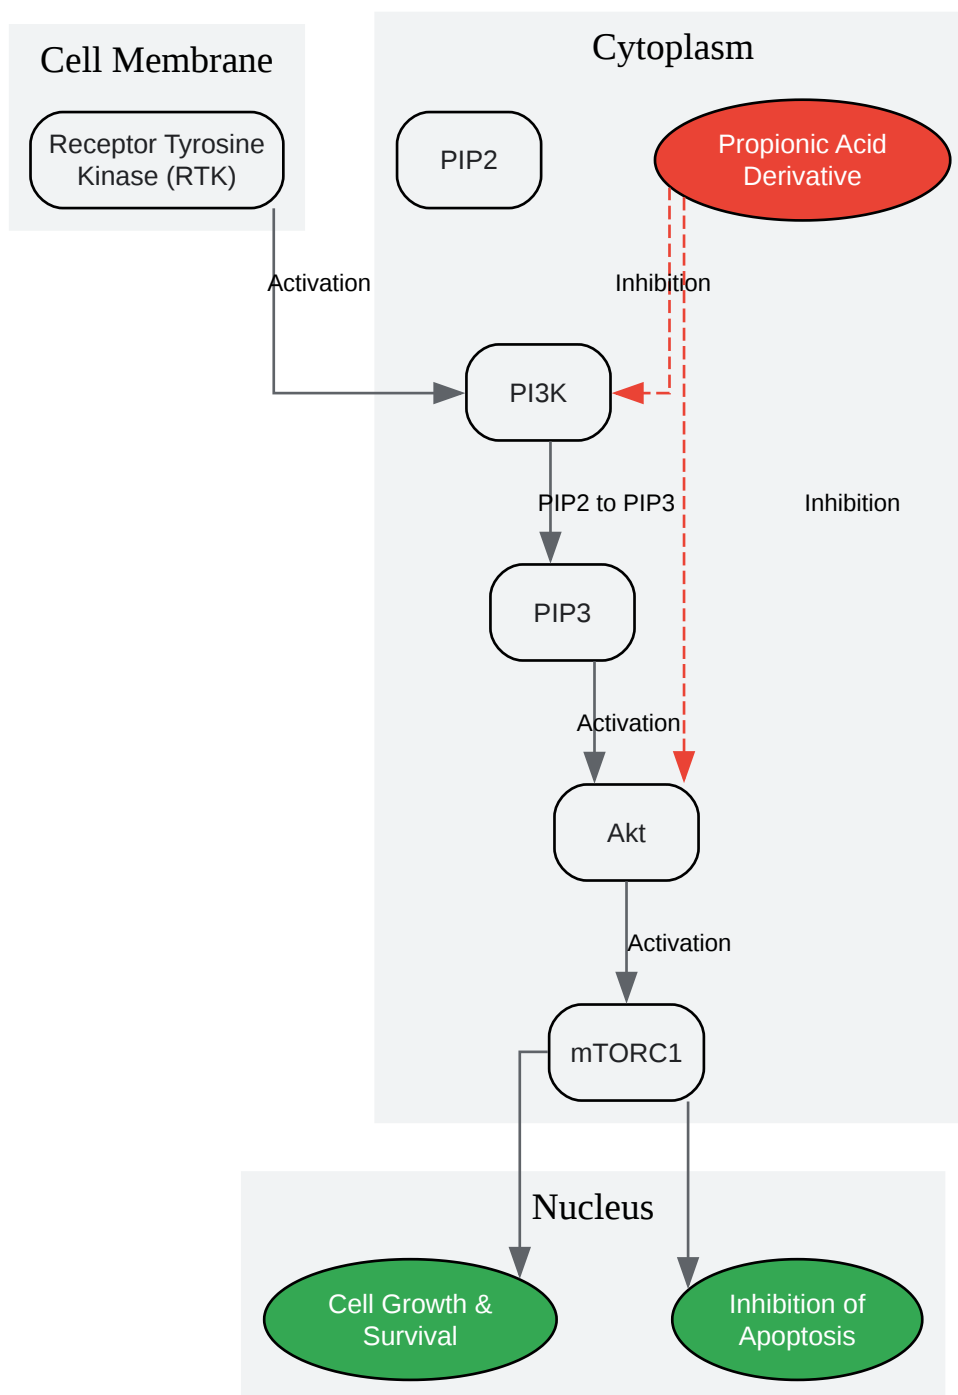 Cell Membrane
Cytoplasm
Receptor Tyrosine
Kinase (RTK)
PIP2
Propionic Acid
Derivative
Activation
Inhibition
PI3K
PIP2 to PIP3
Inhibition
PIP3
Activation
Akt
Activation
mTORC1
Nucleus
Cell Growth &
Survival
Inhibition of
Apoptosis